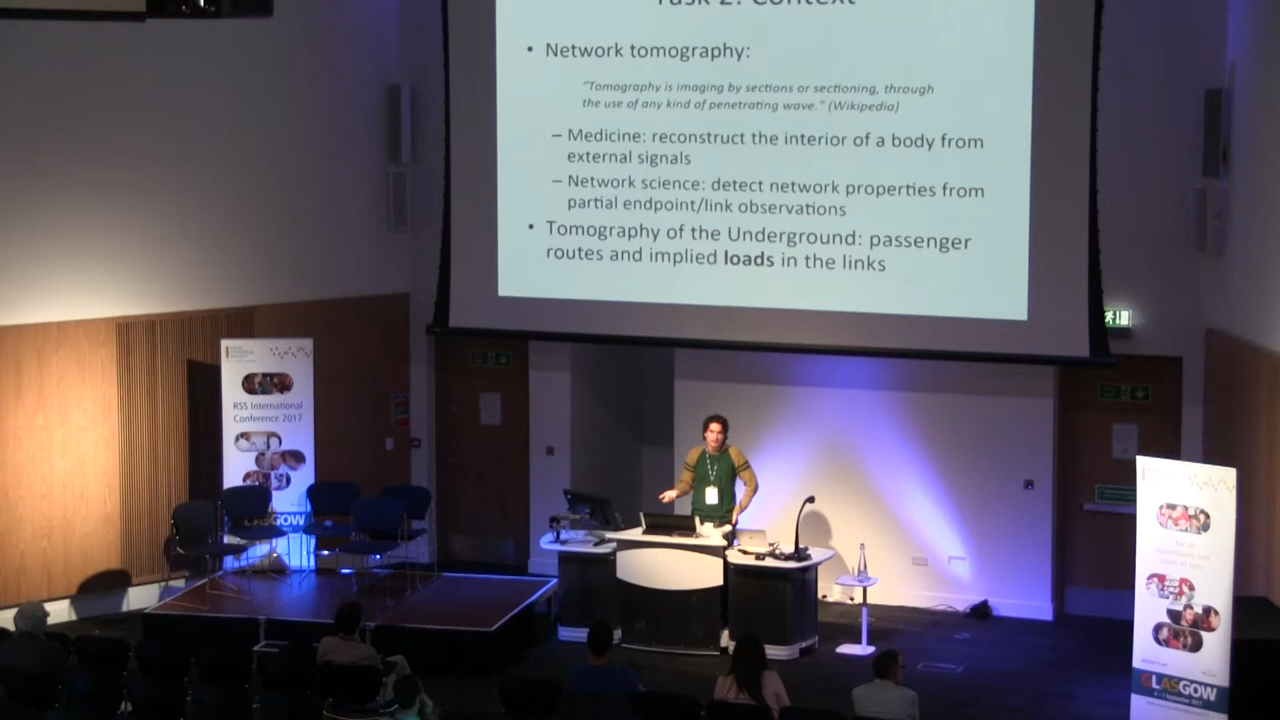 Task 2: Context
• Network tomography:
"Tomography is imaging by sections or sectioning, through
the use of any kind of penetrating wave." (Wikipedia)
– Medicine: reconstruct the interior of a body from
external signals
– Network science: detect network properties from
partial endpoint/link observations
• Tomography of the Underground: passenger
routes and implied loads in the links
RSS International
Conference 2017
GLASGOW
GLASGOW